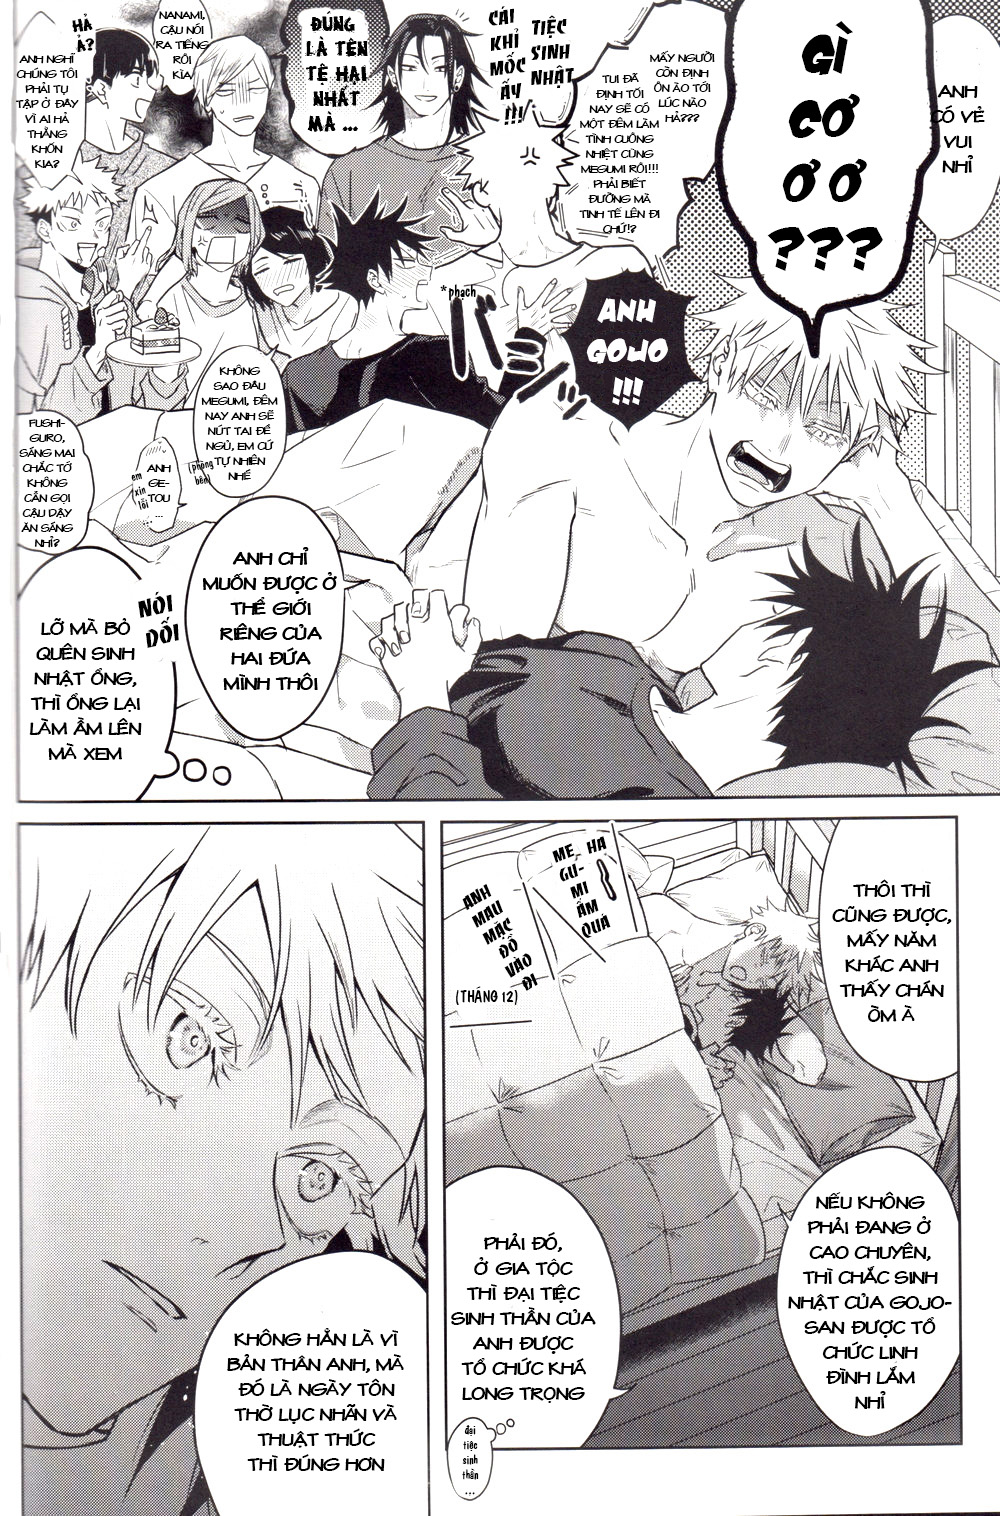 ANH
CÓ VẺ
VUI
NHỈ
GÌ
CƠ
Ơ Ơ
???
MẤY NGƯỜI
CÒN ĐỊNH
ỒN ÀO TỚI
LÚC NÀO
HẢ???
TUI ĐÃ
ĐỊNH TỐI
NAY SẼ CÓ
MỘT ĐÊM LÀM
TÌNH CUỒNG
NHIỆT CÙNG
MEGUMI RỒI!!!
PHẢI BIẾT
ĐƯỜNG MÀ
TINH TẾ LÊN ĐI
CHỨ!?
TIỆC
SINH
NHẬT
CÁI
KHỈ
MỐC
ẤY
!!!
ĐÚNG
LÀ TÊN
TỆ HẠI
NHẤT
MÀ ...
NANAMI,
CẬU NÓI
RA TIẾNG
RỒI
KÌA
HẢ
Ả?
ANH NGHĨ
CHÚNG TÔI
PHẢI TỤ
TẬP Ở ĐÂY
VÌ AI HẢ
THẰNG
KHỐN
KIA?
*phạch
ANH
GOJO
!!!
KHÔNG
SAO ĐÂU
MEGUMI, ĐÊM
NAY ANH SẼ
NÚT TAI ĐỂ
NGỦ, EM CỨ
TỰ NHIÊN
NHÉ
(phòng
bên)
ANH
GE-
TOU
em
xin
lỗi
...
FUSHI-
GURO,
SÁNG MAI
CHẮC TỚ
KHÔNG
CẦN GỌI
CẬU DẬY
ĂN SÁNG
NHỈ?
ANH CHỈ
MUỐN ĐƯỢC Ở
THẾ GIỚI
RIÊNG CỦA
HAI ĐỨA
MÌNH THÔI
NÓI
DỐI
LỠ MÀ BỎ
QUÊN SINH
NHẬT ỔNG,
THÌ ỔNG LẠI
LÀM ẦM LÊN
MÀ XEM
THÔI THÌ
CŨNG ĐƯỢC,
MẤY NĂM
KHÁC ANH
THẤY CHÁN
ÒM À
HA
ME_
GU-
MI
ẤM
QUÁ
ANH
MAU
MẶC
ĐỒ
VÀO
ĐI
(THÁNG 12)
NẾU KHÔNG
PHẢI ĐANG Ở
CAO CHUYÊN,
THÌ CHẮC SINH
NHẬT CỦA GOJO-
SAN ĐƯỢC TỔ
CHỨC LINH
ĐÌNH LẮM
NHỈ
PHẢI ĐÓ,
Ở GIA TỘC
THÌ ĐẠI TIỆC
SINH THẦN CỦA
ANH ĐƯỢC
TỔ CHỨC KHÁ
LONG TRỌNG
đại
tiệc
sinh
thần
...
KHÔNG HẲN LÀ VÌ
BẢN THÂN ANH, MÀ
ĐÓ LÀ NGÀY TÔN
THỜ LỤC NHÃN VÀ
THUẬT THỨC
THÌ ĐÚNG HƠN